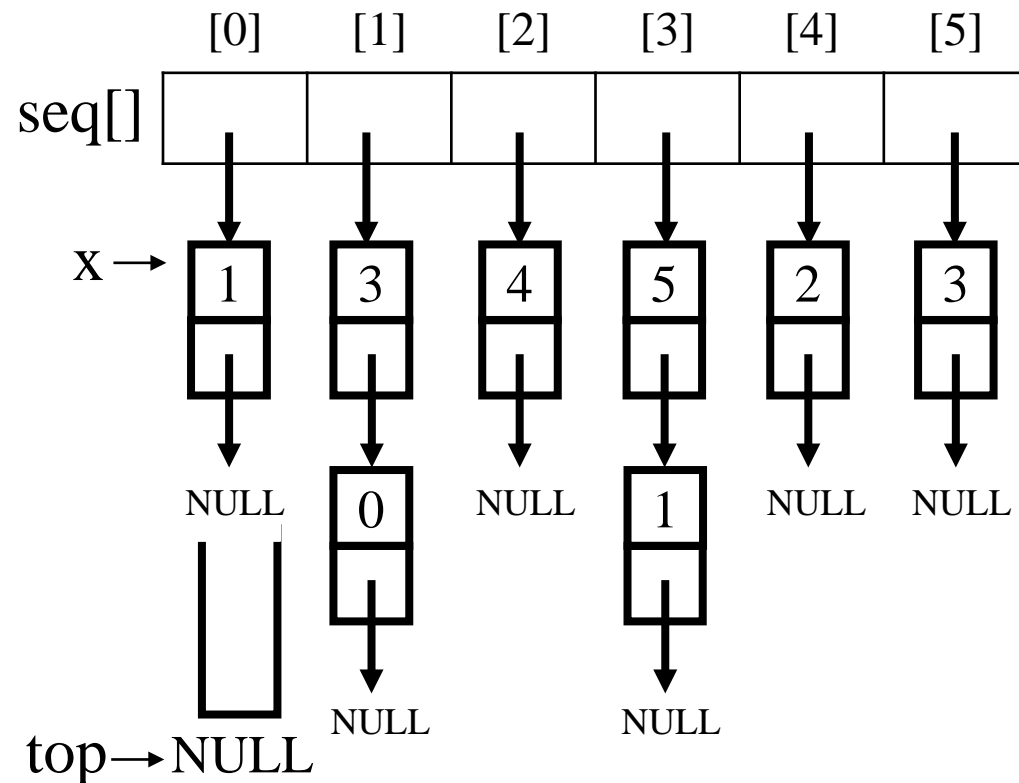 [0] [1] [2] [3] [4] [5]
seq[]
x
1 3 4 5 2 3
NULL 0 NULL 1 NULL NULL
NULL NULL
top NULL